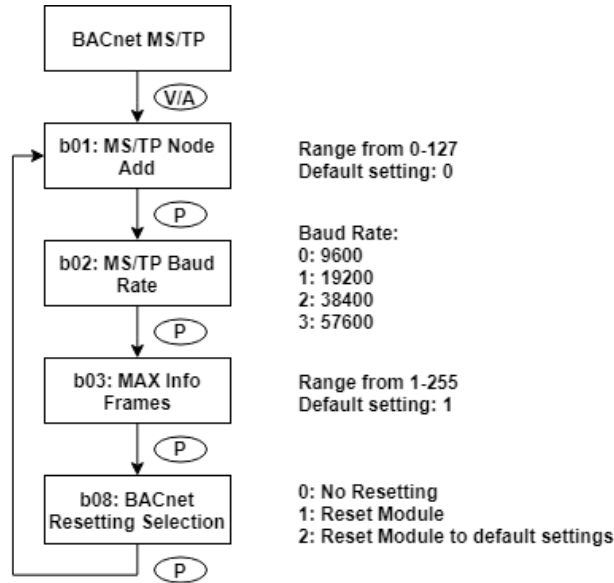 BACnet MS/TP
V/A
b01: MS/TP Node
Add
Range from 0-127
Default setting: 0
P
b02: MS/TP Baud
Rate
Baud Rate:
0: 9600
1: 19200
2: 38400
3: 57600
P
b03: MAX Info
Frames
Range from 1-255
Default setting: 1
P
b08: BACnet
Resetting Selection
0: No Resetting
1: Reset Module
2: Reset Module to default settings
P